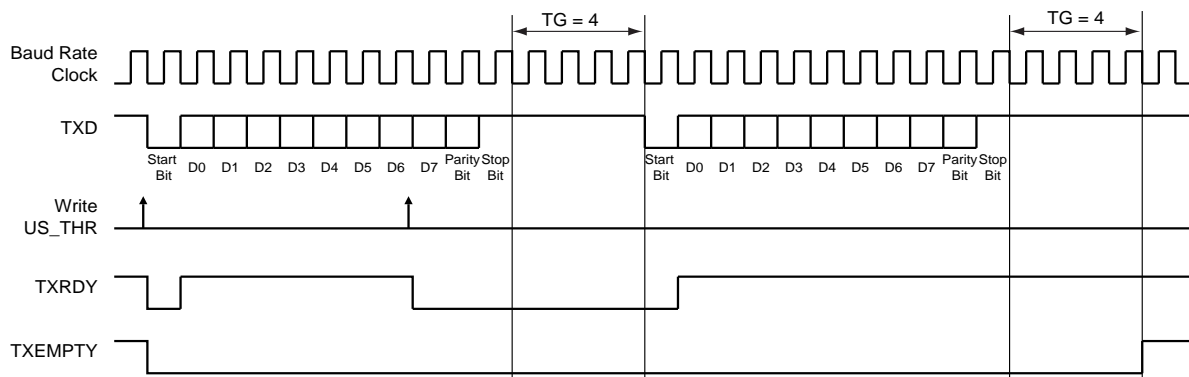 TG = 4
TG = 4
Baud Rate
Clock
TXD
Start
Bit
D0
D1
D2
D3
D4
D5
D6
D7
Parity
Bit
Stop
Bit
Start
Bit
D0
D1
D2
D3
D4
D5
D6
D7
Parity
Bit
Stop
Bit
Write
US_THR
TXRDY
TXEMPTY